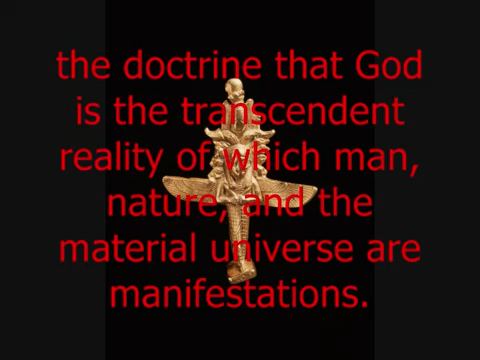 the doctrine that God
is the transcendent
reality of which man,
nature, and the
material universe are
manifestations.